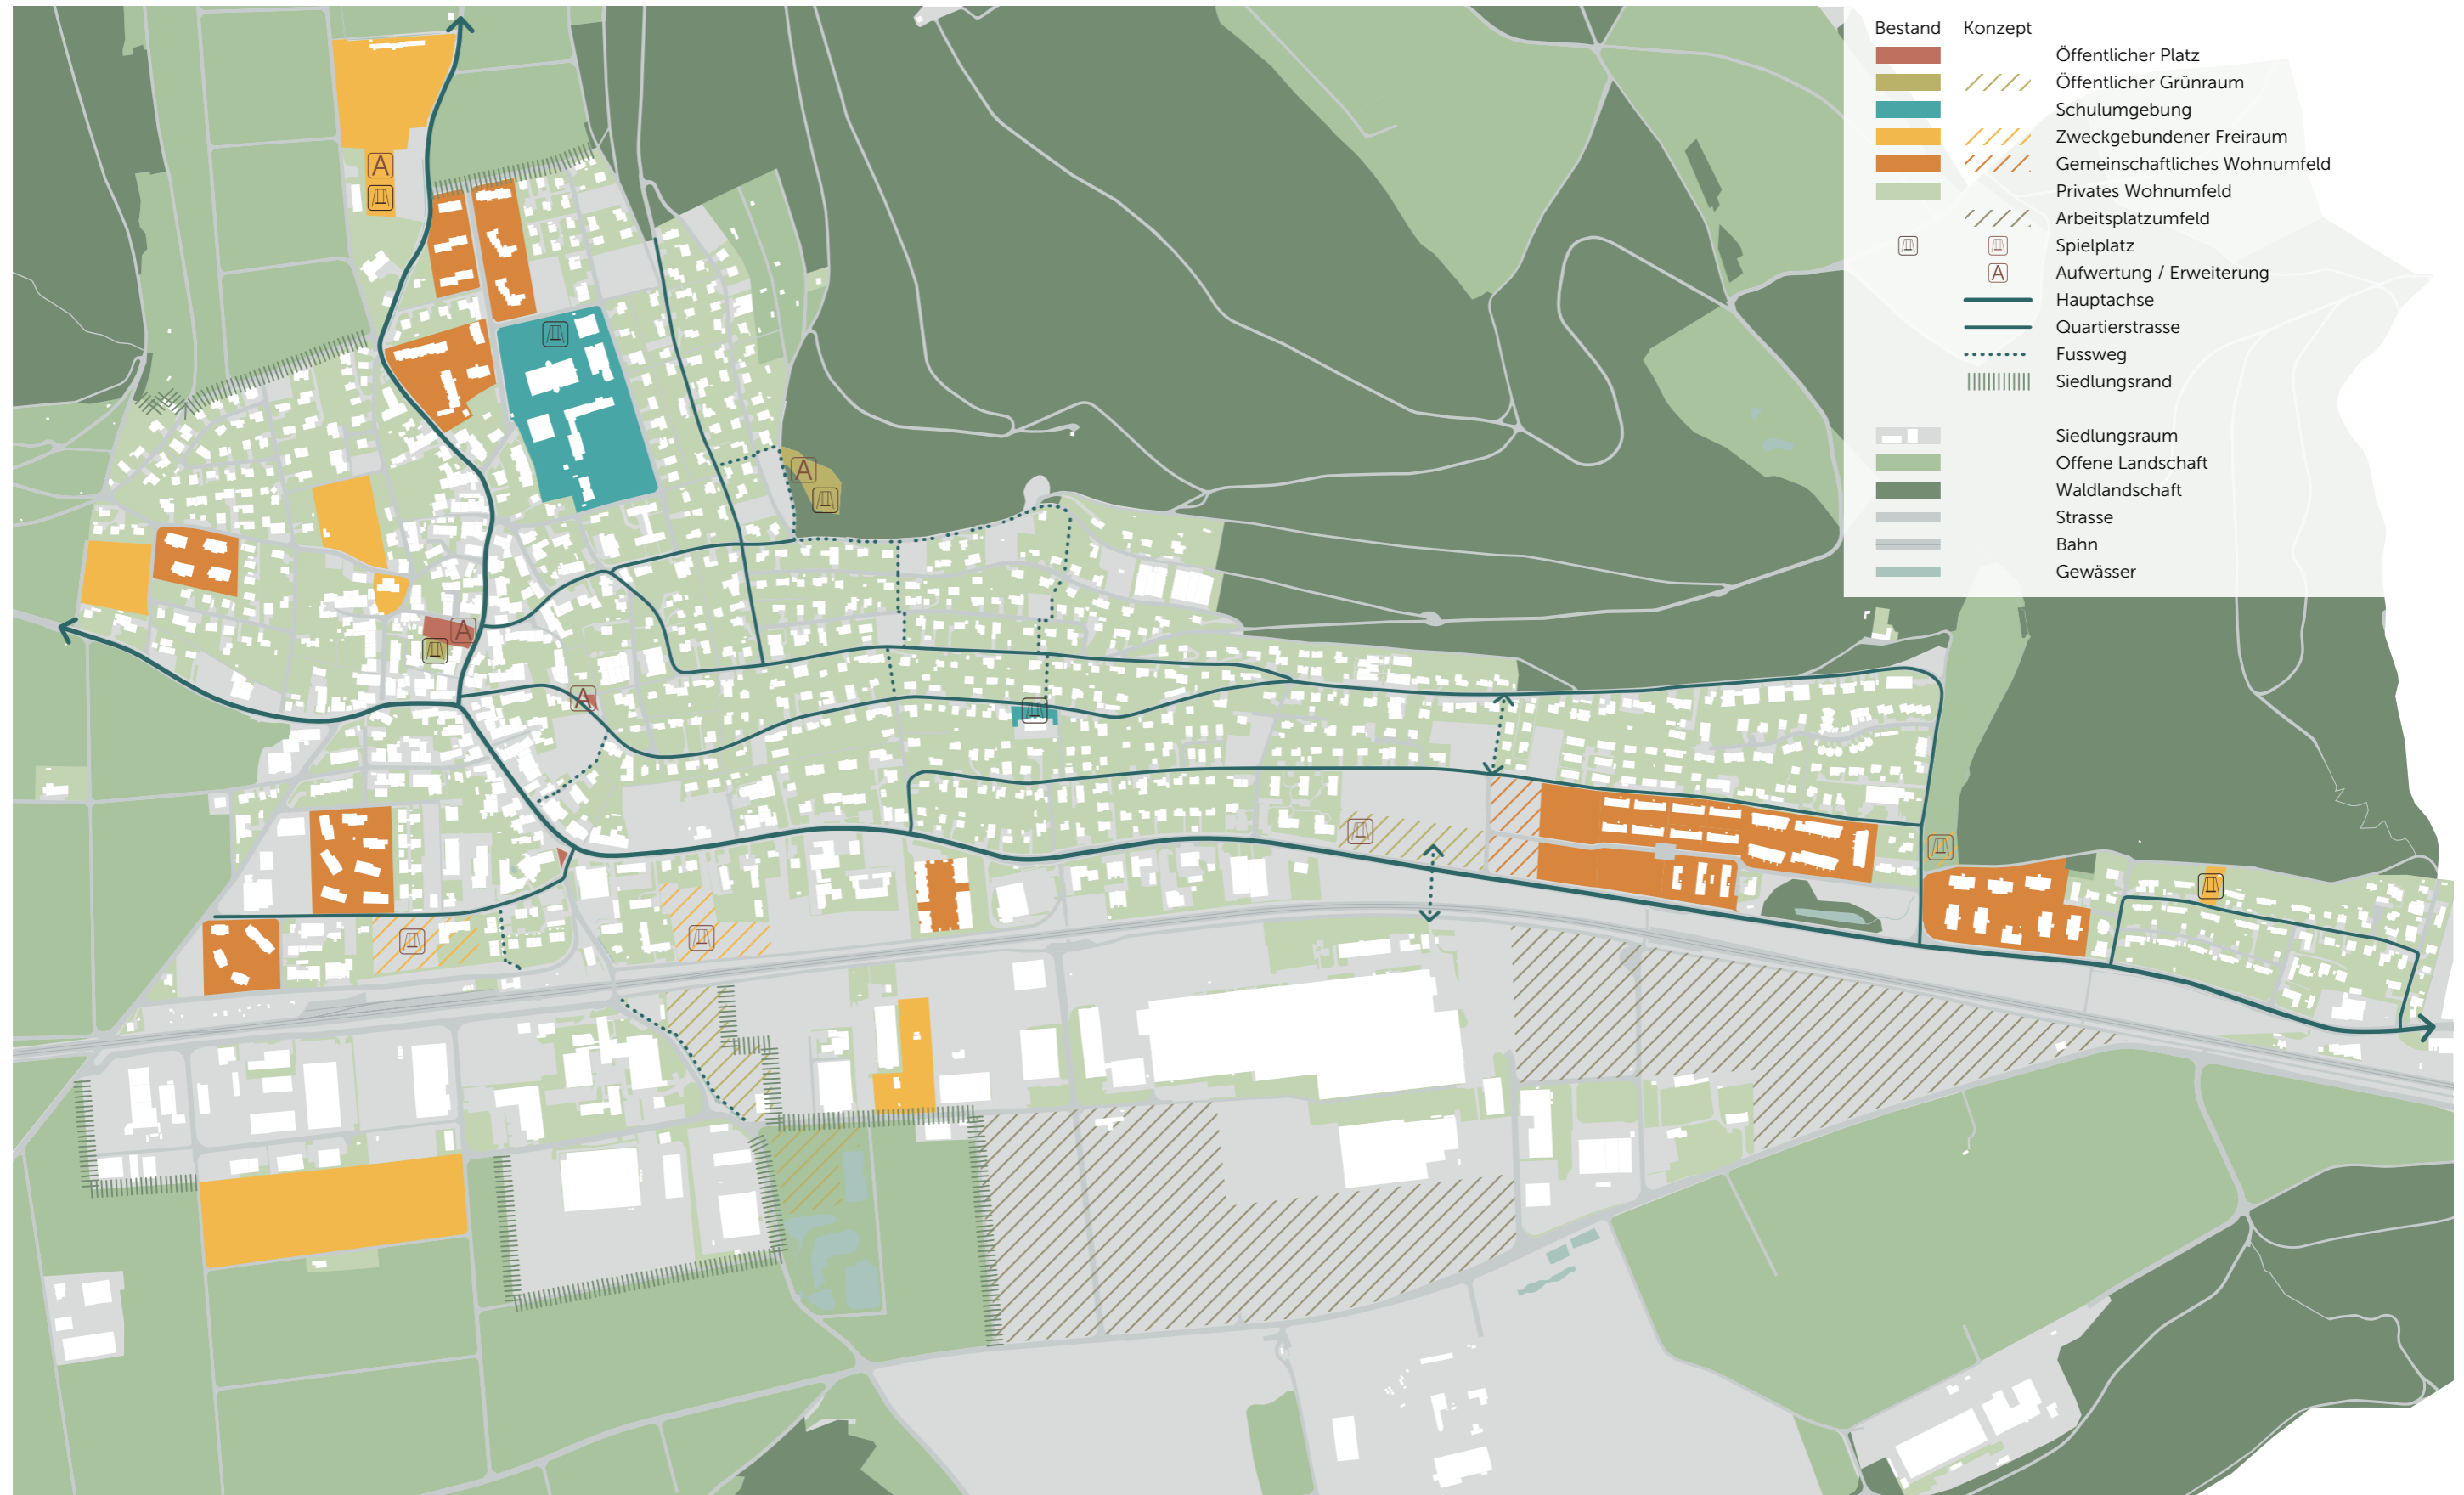 Bestand Konzept
Öffentlicher Platz
Öffentlicher Grünraum
Schulumgebung
Zweckgebundener Freiraum
Gemeinschaftliches Wohnumfeld
Privates Wohnumfeld
Arbeitsplatzumfeld
Spielplatz
A Aufwertung / Erweiterung
Hauptachse
Quartierstrasse
Fussweg
Siedlungsrand
Siedlungsraum
Offene Landschaft
Waldlandschaft
Strasse
Bahn
Gewässer
A
A
A
A